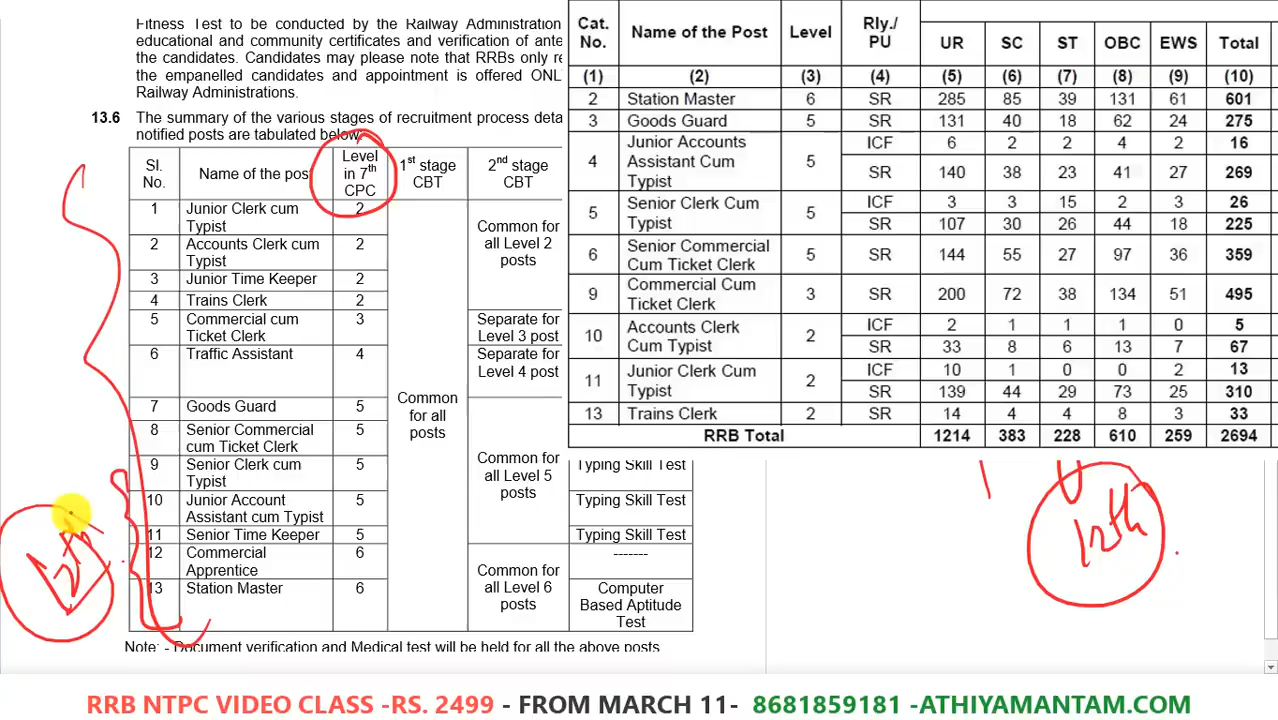 Fitness Test to be conducted by the Railway Administration
educational and community certificates and verification of ante
the candidates. Candidates may please note that RRBs only re
the empanelled candidates and appointment is offered ONL
Railway Administrations.
13.6 The summary of the various stages of recruitment process deta
notified posts are tabulated below
Sl. No. Name of the pos Level in 7th CPC 1st stage CBT 2nd stage CBT
1 Junior Clerk cum Typist 2
2 Accounts Clerk cum Typist 2
3 Junior Time Keeper 2
4 Trains Clerk 2
Common for all Level 2 posts
5 Commercial cum Ticket Clerk 3 Separate for Level 3 post
6 Traffic Assistant 4 Separate for Level 4 post
Common for all posts
7 Goods Guard 5
8 Senior Commercial cum Ticket Clerk 5
9 Senior Clerk cum Typist 5 Typing Skill Test
10 Junior Account Assistant cum Typist 5 Typing Skill Test
11 Senior Time Keeper 5 Typing Skill Test
Common for all Level 5 posts
12 Commercial Apprentice 6 -------
13 Station Master 6 Computer Based Aptitude Test
Common for all Level 6 posts
Note: - Document verification and Medical test will be held for all the above posts
Cat. No. Name of the Post Level Rly./ PU UR SC ST OBC EWS Total
(1) (2) (3) (4) (5) (6) (7) (8) (9) (10)
2 Station Master 6 SR 285 85 39 131 61 601
3 Goods Guard 5 SR 131 40 18 62 24 275
4 Junior Accounts Assistant Cum Typist 5 ICF 6 2 2 4 2 16
SR 140 38 23 41 27 269
5 Senior Clerk Cum Typist 5 ICF 3 3 15 2 3 26
SR 107 30 26 44 18 225
6 Senior Commercial Cum Ticket Clerk 5 SR 144 55 27 97 36 359
9 Commercial Cum Ticket Clerk 3 SR 200 72 38 134 51 495
10 Accounts Clerk Cum Typist 2 ICF 2 1 1 1 0 5
SR 33 8 6 13 7 67
11 Junior Clerk Cum Typist 2 ICF 10 1 0 0 2 13
SR 139 44 29 73 25 310
13 Trains Clerk 2 SR 14 4 4 8 3 33
RRB Total 1214 383 228 610 259 2694
12th
12th
RRB NTPC VIDEO CLASS -RS. 2499 - FROM MARCH 11- 8681859181 -ATHIYAMANTAM.COM